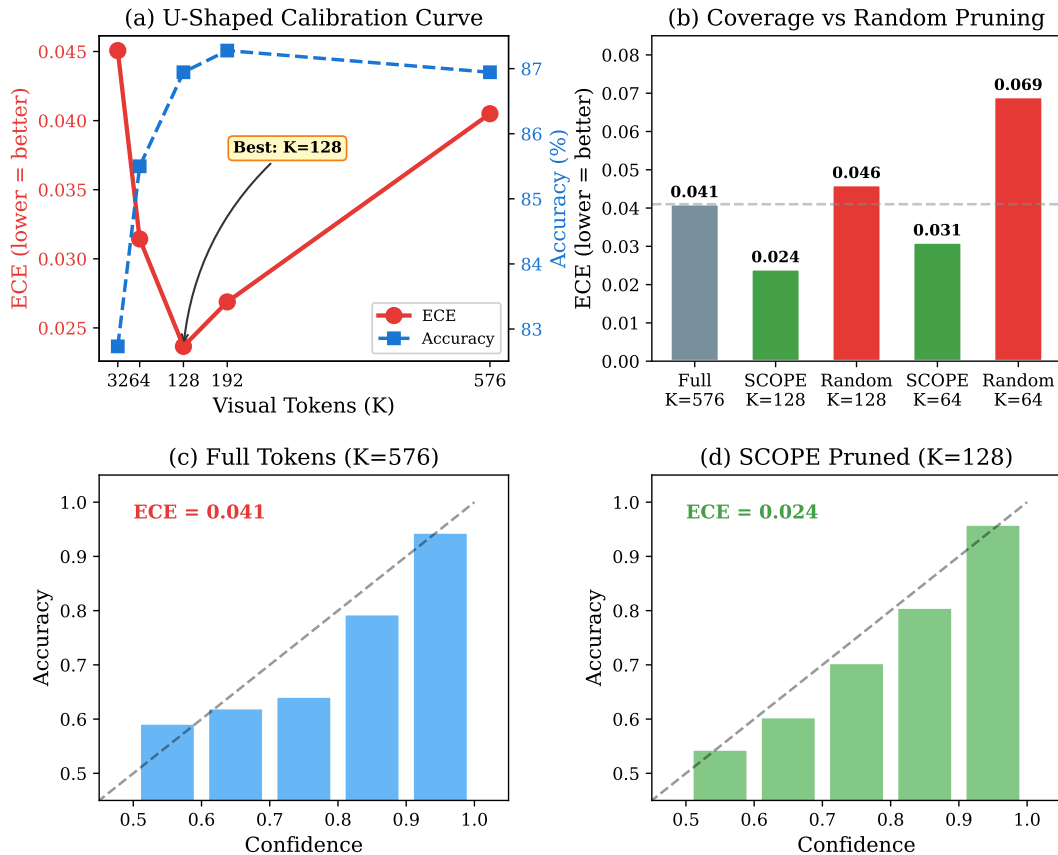 (a) U-Shaped Calibration Curve
0.045
0.040
0.035
0.030
0.025
ECE (lower = better)
87
86
85
84
83
Accuracy (%)
Best: K=128
ECE
Accuracy
32 64 128 192 576
Visual Tokens (K)
(b) Coverage vs Random Pruning
0.08
0.07
0.06
0.05
0.04
0.03
0.02
0.01
0.00
ECE (lower = better)
0.041
0.024
0.046
0.031
0.069
Full SCOPE Random SCOPE Random
K=576 K=128 K=128 K=64 K=64
(c) Full Tokens (K=576)
ECE = 0.041
1.0
0.9
0.8
0.7
0.6
0.5
Accuracy
0.5 0.6 0.7 0.8 0.9 1.0
Confidence
(d) SCOPE Pruned (K=128)
ECE = 0.024
1.0
0.9
0.8
0.7
0.6
0.5
Accuracy
0.5 0.6 0.7 0.8 0.9 1.0
Confidence